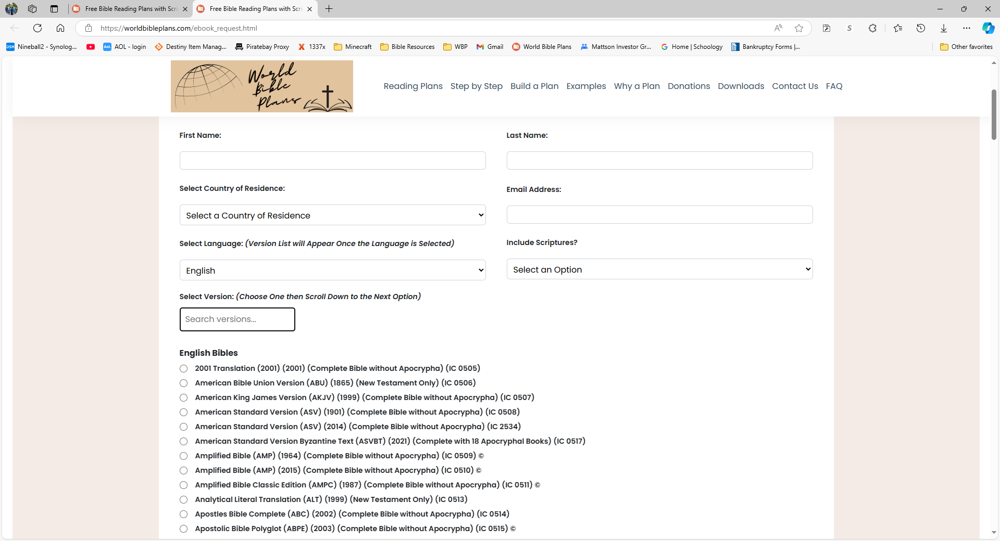 Free Bible Reading Plans with Scri
Free Bible Reading Plans with Scri
https://worldbibleplans.com/ebook_request.html
Nineball2 - Synolog...
AOL - login
Destiny Item Manag...
Piratebay Proxy
1337x
Minecraft
Bible Resources
WBP
Gmail
World Bible Plans
Mattson Investor Gr...
Home | Schoology
Bankruptcy Forms |...
Other favorites
World
Bible
Plans
Reading Plans
Step by Step
Build a Plan
Examples
Why a Plan
Donations
Downloads
Contact Us
FAQ
First Name:
Last Name:
Select Country of Residence:
Email Address:
Select a Country of Residence
Select Language: (Version List will Appear Once the Language is Selected)
Include Scriptures?
English
Select an Option
Select Version: (Choose One then Scroll Down to the Next Option)
Search versions...
English Bibles
2001 Translation (2001) (2001) (Complete Bible without Apocrypha) (IC 0505)
American Bible Union Version (ABU) (1865) (New Testament Only) (IC 0506)
American King James Version (AKJV) (1999) (Complete Bible without Apocrypha) (IC 0507)
American Standard Version (ASV) (1901) (Complete Bible without Apocrypha) (IC 0508)
American Standard Version (ASV) (2014) (Complete Bible without Apocrypha) (IC 2534)
American Standard Version Byzantine Text (ASVBT) (2021) (Complete with 18 Apocryphal Books) (IC 0517)
Amplified Bible (AMP) (1964) (Complete Bible without Apocrypha) (IC 0509) ©
Amplified Bible (AMP) (2015) (Complete Bible without Apocrypha) (IC 0510) ©
Amplified Bible Classic Edition (AMPC) (1987) (Complete Bible without Apocrypha) (IC 0511) ©
Analytical Literal Translation (ALT) (1999) (New Testament Only) (IC 0513)
Apostles Bible Complete (ABC) (2002) (Complete Bible without Apocrypha) (IC 0514)
Apostolic Bible Polyglot (ABPE) (2003) (Complete Bible without Apocrypha) (IC 0515) ©